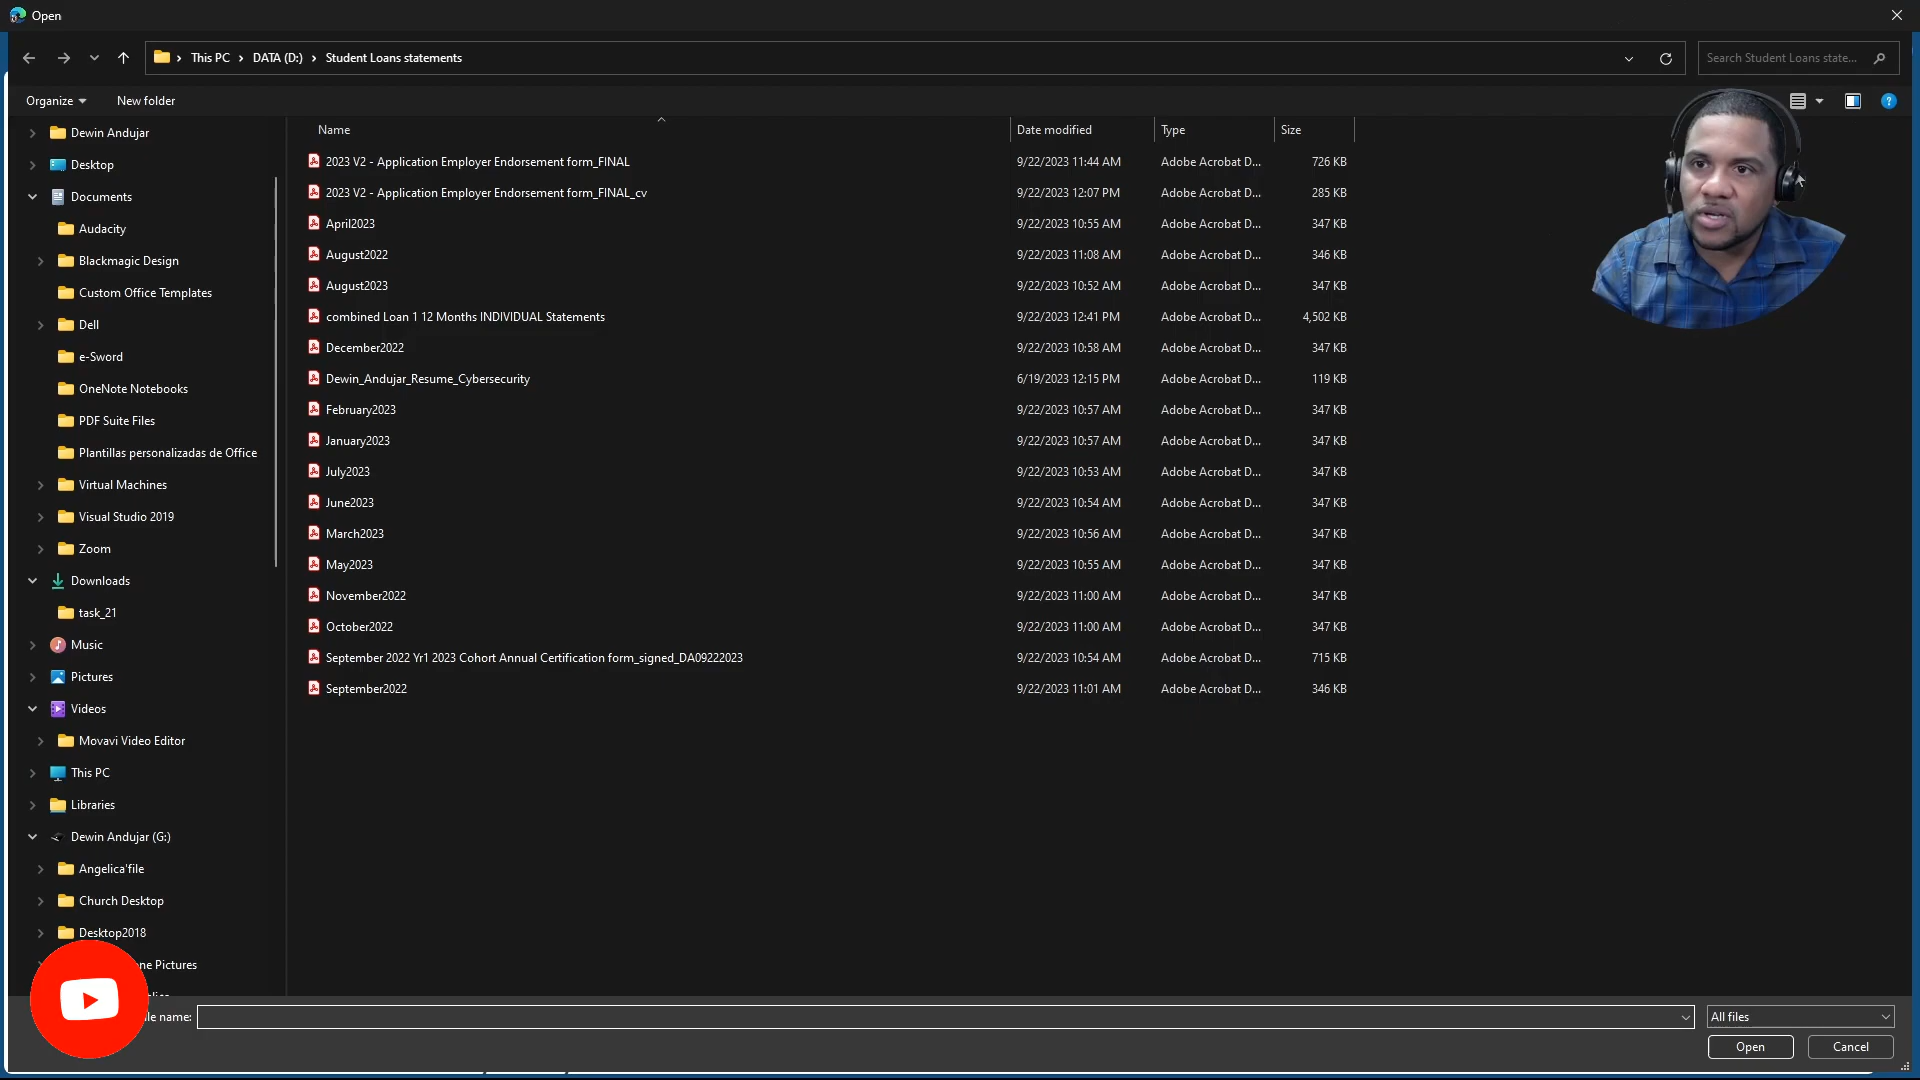 Open
This PC > DATA (D:) > Student Loans statements
Search Student Loans state...
Organize
New folder
Name
Date modified
Type
Size
Dewin Andujar
Desktop
Documents
Audacity
Blackmagic Design
Custom Office Templates
Dell
e-Sword
OneNote Notebooks
PDF Suite Files
Plantillas personalizadas de Office
Virtual Machines
Visual Studio 2019
Zoom
Downloads
task_21
Music
Pictures
Videos
Movavi Video Editor
This PC
Libraries
Dewin Andujar (G:)
Angelica'file
Church Desktop
Desktop2018
ne Pictures
2023 V2 - Application Employer Endorsement form_FINAL 9/22/2023 11:44 AM Adobe Acrobat D... 726 KB
2023 V2 - Application Employer Endorsement form_FINAL_cv 9/22/2023 12:07 PM Adobe Acrobat D... 285 KB
April2023 9/22/2023 10:55 AM Adobe Acrobat D... 347 KB
August2022 9/22/2023 11:08 AM Adobe Acrobat D... 346 KB
August2023 9/22/2023 10:52 AM Adobe Acrobat D... 347 KB
combined Loan 1 12 Months INDIVIDUAL Statements 9/22/2023 12:41 PM Adobe Acrobat D... 4,502 KB
December2022 9/22/2023 10:58 AM Adobe Acrobat D... 347 KB
Dewin_Andujar_Resume_Cybersecurity 6/19/2023 12:15 PM Adobe Acrobat D... 119 KB
February2023 9/22/2023 10:57 AM Adobe Acrobat D... 347 KB
January2023 9/22/2023 10:57 AM Adobe Acrobat D... 347 KB
July2023 9/22/2023 10:53 AM Adobe Acrobat D... 347 KB
June2023 9/22/2023 10:54 AM Adobe Acrobat D... 347 KB
March2023 9/22/2023 10:56 AM Adobe Acrobat D... 347 KB
May2023 9/22/2023 10:55 AM Adobe Acrobat D... 347 KB
November2022 9/22/2023 11:00 AM Adobe Acrobat D... 347 KB
October2022 9/22/2023 11:00 AM Adobe Acrobat D... 347 KB
September 2022 Yr1 2023 Cohort Annual Certification form_signed_DA09222023 9/22/2023 10:54 AM Adobe Acrobat D... 715 KB
September2022 9/22/2023 11:01 AM Adobe Acrobat D... 346 KB
le name:
All files
Open
Cancel